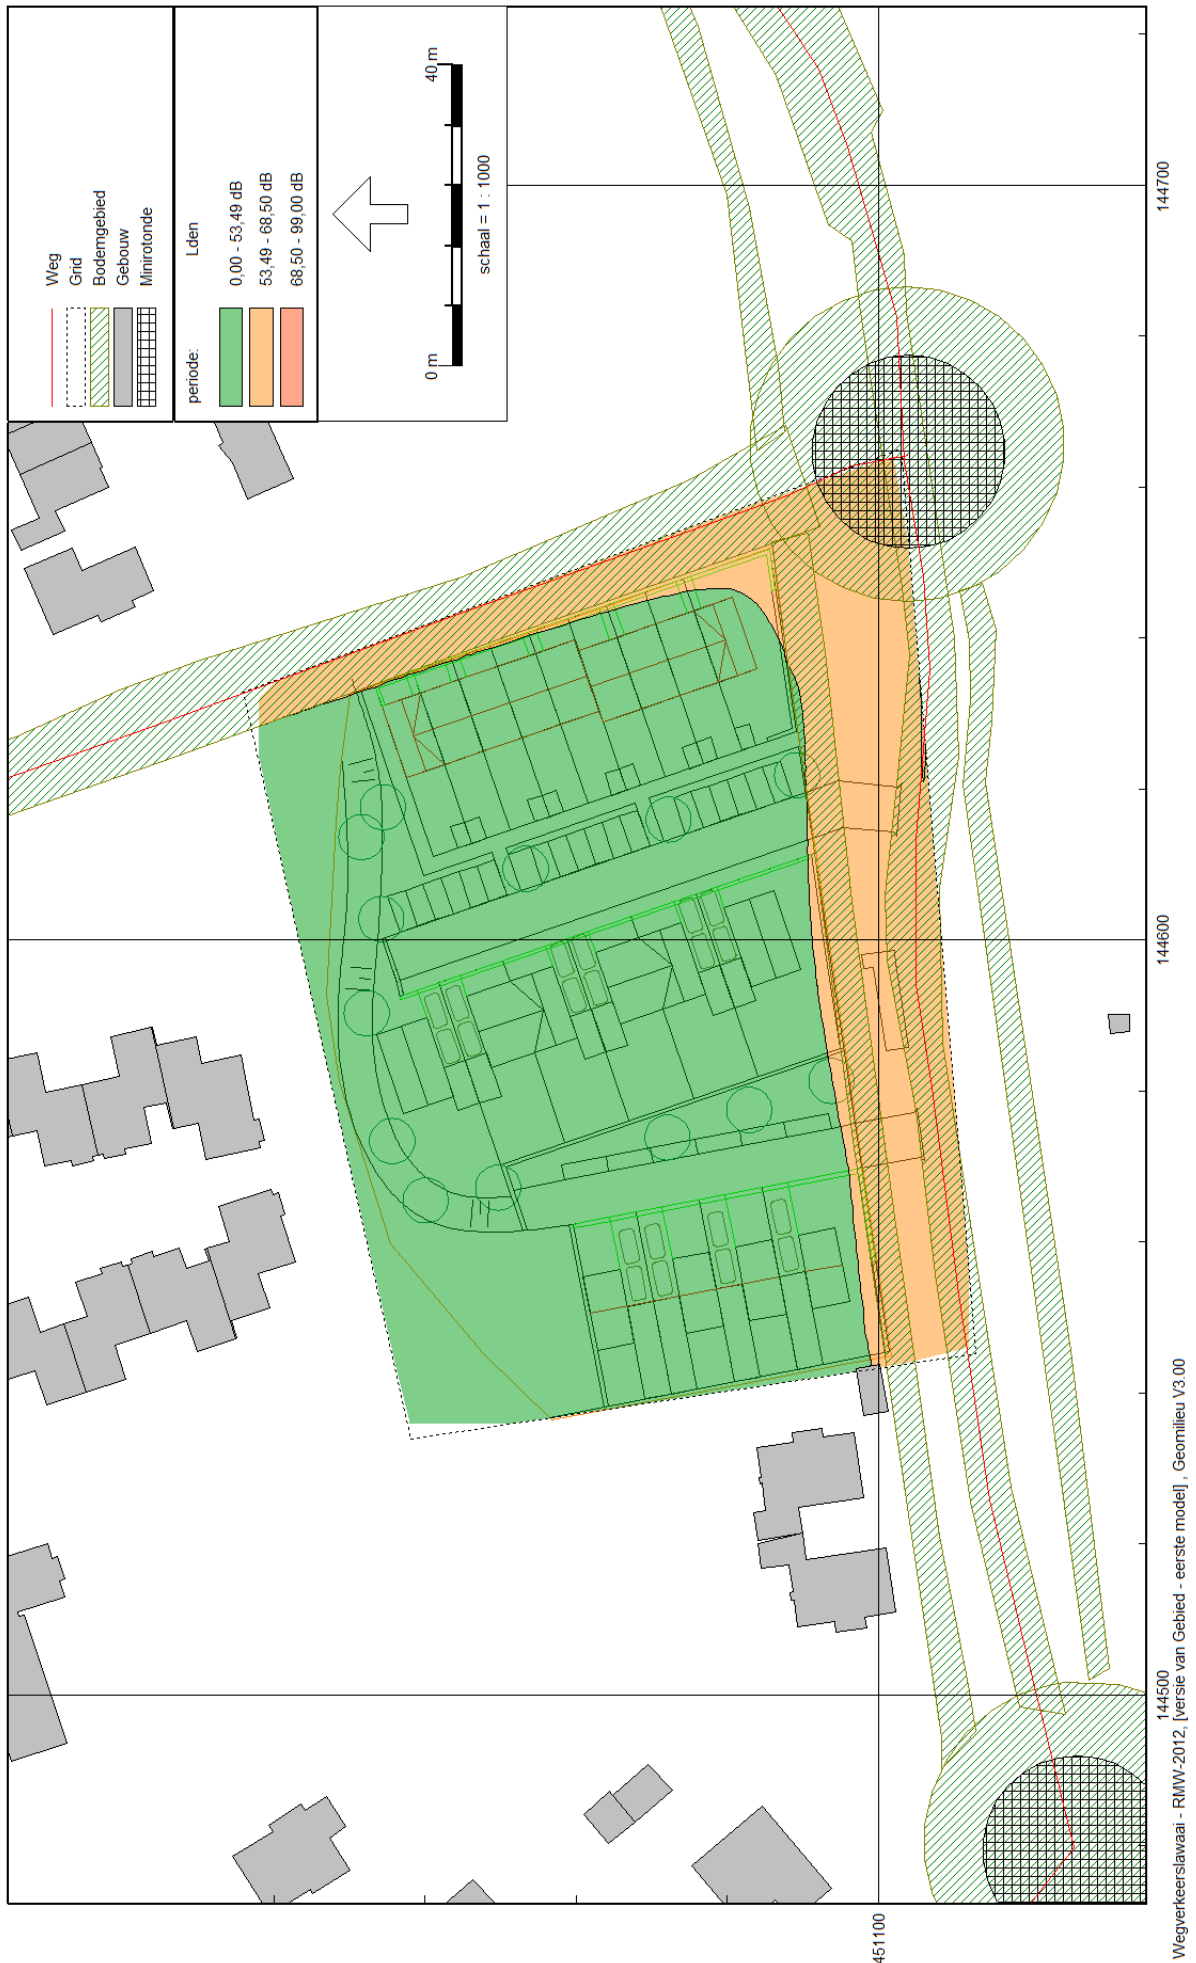 Weg
Grid
Bodemgebied
Gebouw
Minirotonde
periode: Lden
0,00 - 53,49 dB
53,49 - 68,50 dB
68,50 - 99,00 dB
0 m 40 m
schaal = 1 : 1000
451100
144500
144600
144700
Wegverkeerslawaai - RMW-2012, [versie van Gebied - eerste model] , Geomilieu V3.00